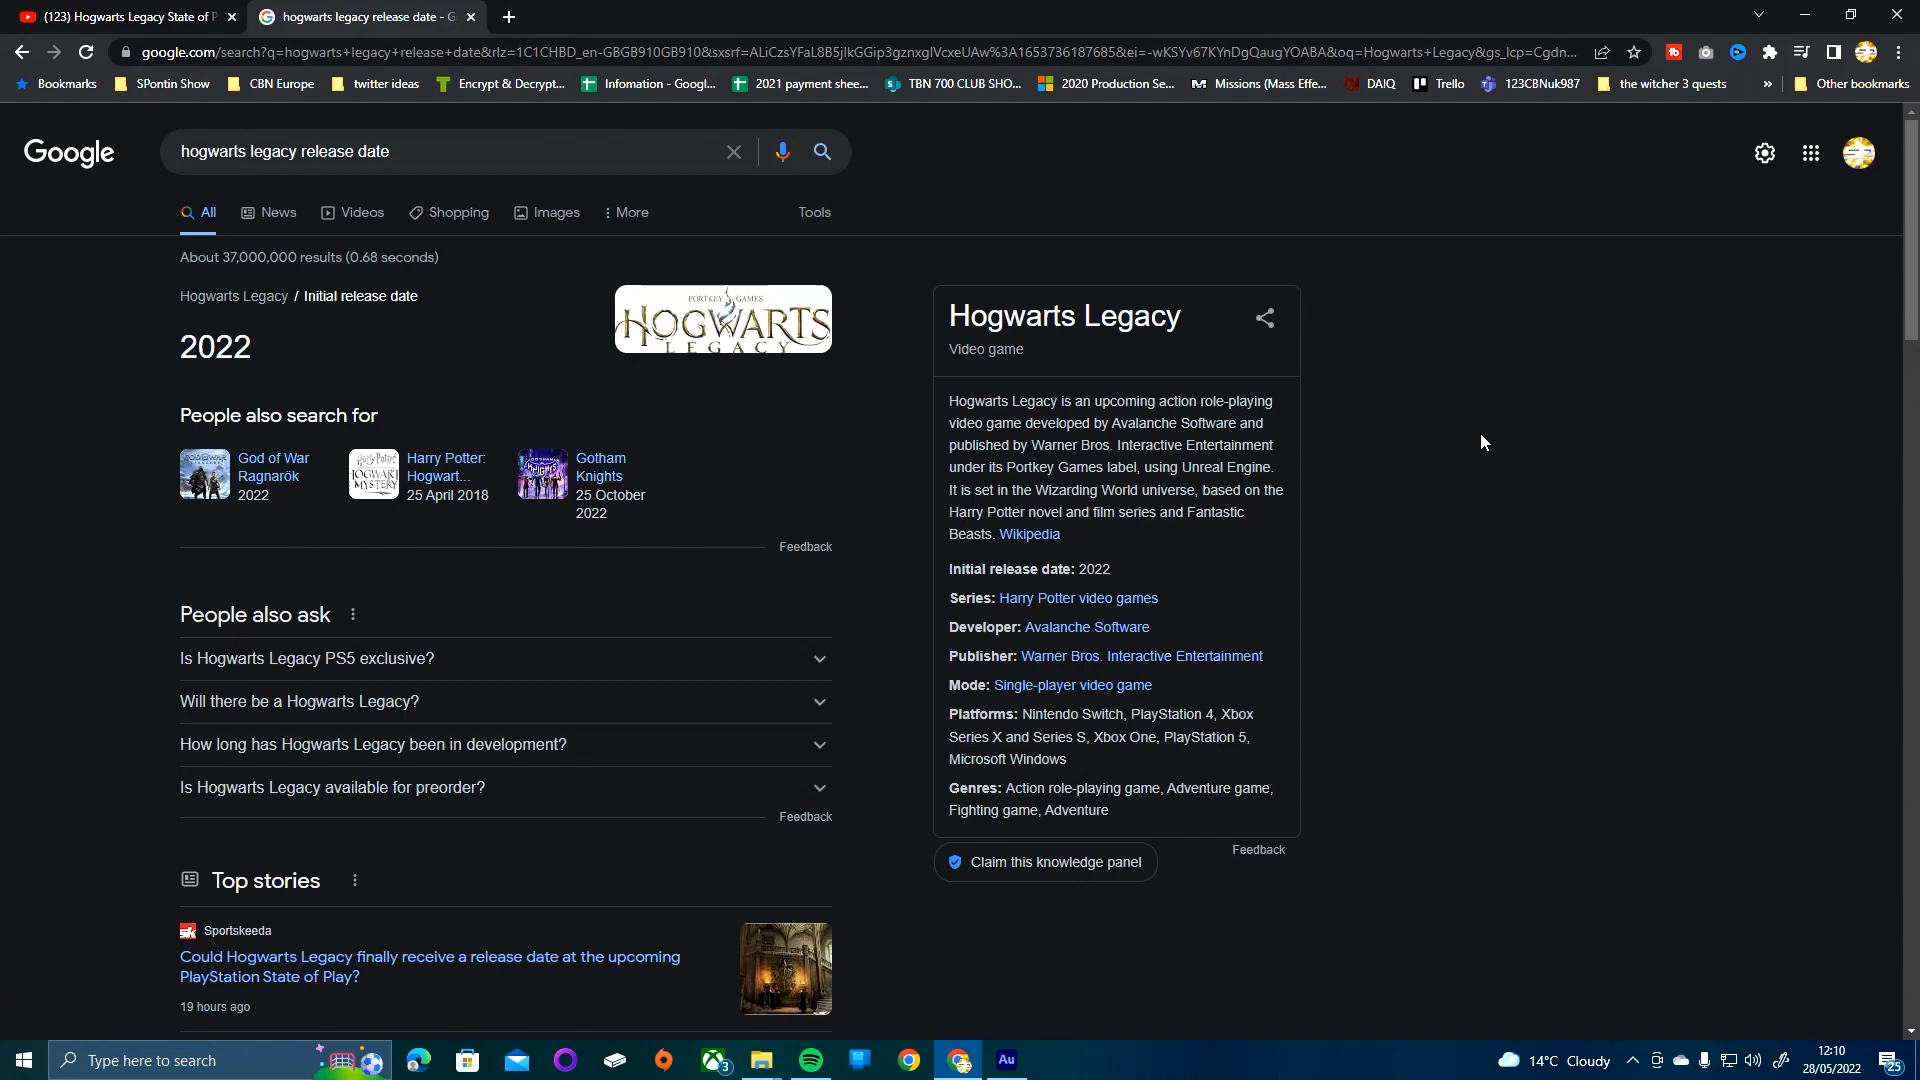 (123) Hogwarts Legacy State of P
hogwarts legacy release date - G
google.com/search?q=hogwarts+legacy+release+date&rlz=1C1CHBD_en-GBGB910GB910&sxsrf=ALiCzsYFaL8B5jlkGGip3gznxglVcxeUAw%3A1653736187685&ei=-wKSYv67KYnDgQaugYOABA&oq=Hogwarts+Legacy&gs_lcp=Cgdn...
Bookmarks
SPontin Show
CBN Europe
twitter ideas
Encrypt & Decrypt...
Infomation - Googl...
2021 payment shee...
TBN 700 CLUB SHO...
2020 Production Se...
Missions (Mass Effe...
DAIQ
Trello
123CBNuk987
the witcher 3 quests
»
Other bookmarks
Google
hogwarts legacy release date
All
News
Videos
Shopping
Images
More
Tools
About 37,000,000 results (0.68 seconds)
Hogwarts Legacy / Initial release date
2022
PORTKEY GAMES
HOGWARTS
LEGACY
People also search for
God of War
Ragnarök
2022
Harry Potter:
Hogwart...
25 April 2018
Gotham
Knights
25 October
2022
Feedback
People also ask
Is Hogwarts Legacy PS5 exclusive?
Will there be a Hogwarts Legacy?
How long has Hogwarts Legacy been in development?
Is Hogwarts Legacy available for preorder?
Feedback
Top stories
Sportskeeda
Could Hogwarts Legacy finally receive a release date at the upcoming
PlayStation State of Play?
19 hours ago
Hogwarts Legacy
Video game
Hogwarts Legacy is an upcoming action role-playing
video game developed by Avalanche Software and
published by Warner Bros. Interactive Entertainment
under its Portkey Games label, using Unreal Engine.
It is set in the Wizarding World universe, based on the
Harry Potter novel and film series and Fantastic
Beasts. Wikipedia
Initial release date: 2022
Series: Harry Potter video games
Developer: Avalanche Software
Publisher: Warner Bros. Interactive Entertainment
Mode: Single-player video game
Platforms: Nintendo Switch, PlayStation 4, Xbox
Series X and Series S, Xbox One, PlayStation 5,
Microsoft Windows
Genres: Action role-playing game, Adventure game,
Fighting game, Adventure
Claim this knowledge panel
Feedback
Type here to search
3
Au
14°C Cloudy
12:10
28/05/2022
25